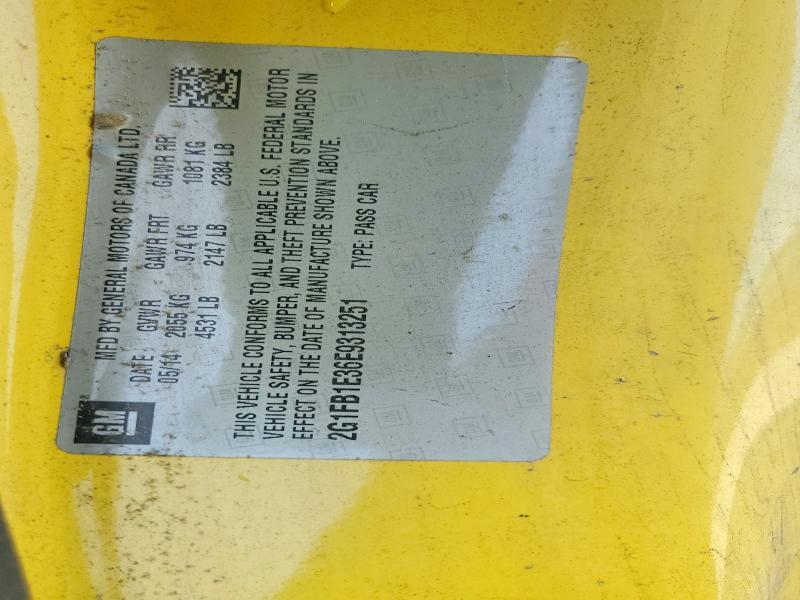 GM
MFD BY GENERAL MOTORS OF CANADA LTD.
DATE GVWR GAWR FRT GAWR RR
05/14 2055 KG 974 KG 1081 KG
4531 LB 2147 LB 2384 LB
THIS VEHICLE CONFORMS TO ALL APPLICABLE U.S. FEDERAL MOTOR
VEHICLE SAFETY, BUMPER, AND THEFT PREVENTION STANDARDS IN
EFFECT ON THE DATE OF MANUFACTURE SHOWN ABOVE.
2G1FB1E36E9313251 TYPE: PASS CAR